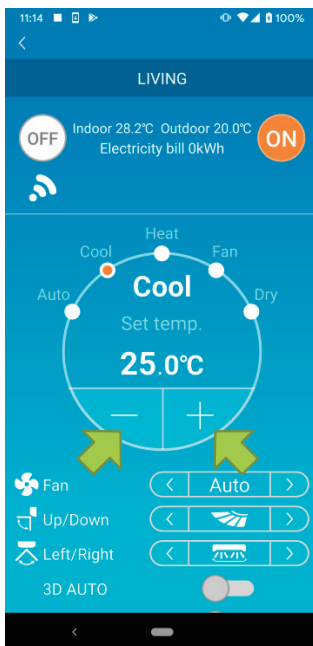 11:14 100%
LIVING
OFF Indoor 28.2℃ Outdoor 20.0℃ ON
Electricity bill 0kWh
Heat
Cool Fan
Auto Cool Dry
Set temp.
25.0℃
− +
Fan Auto
Up/Down
Left/Right
3D AUTO